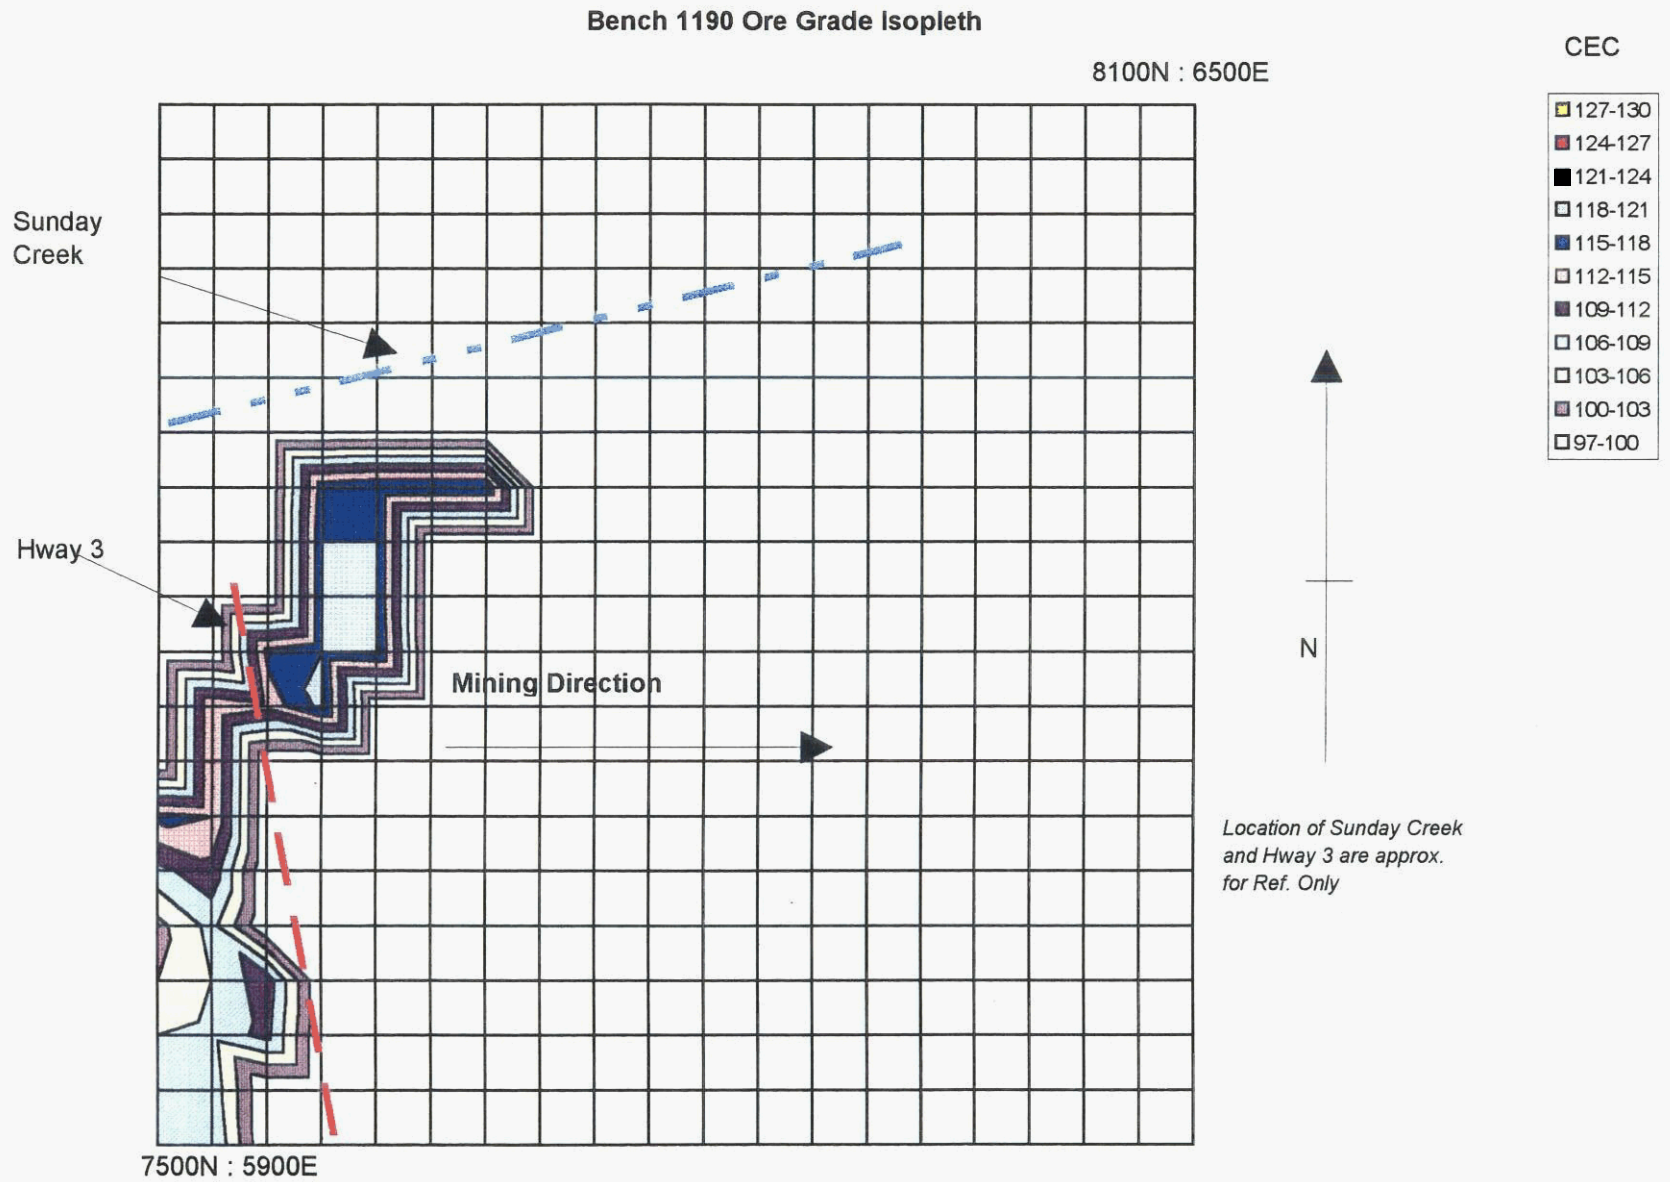 Bench 1190 Ore Grade Isopleth
CEC
8100N : 6500E
127-130
124-127
121-124
118-121
115-118
112-115
109-112
106-109
103-106
100-103
97-100
Sunday
Creek
Hway 3
Mining Direction
N
Location of Sunday Creek
and Hway 3 are approx.
for Ref. Only
7500N : 5900E